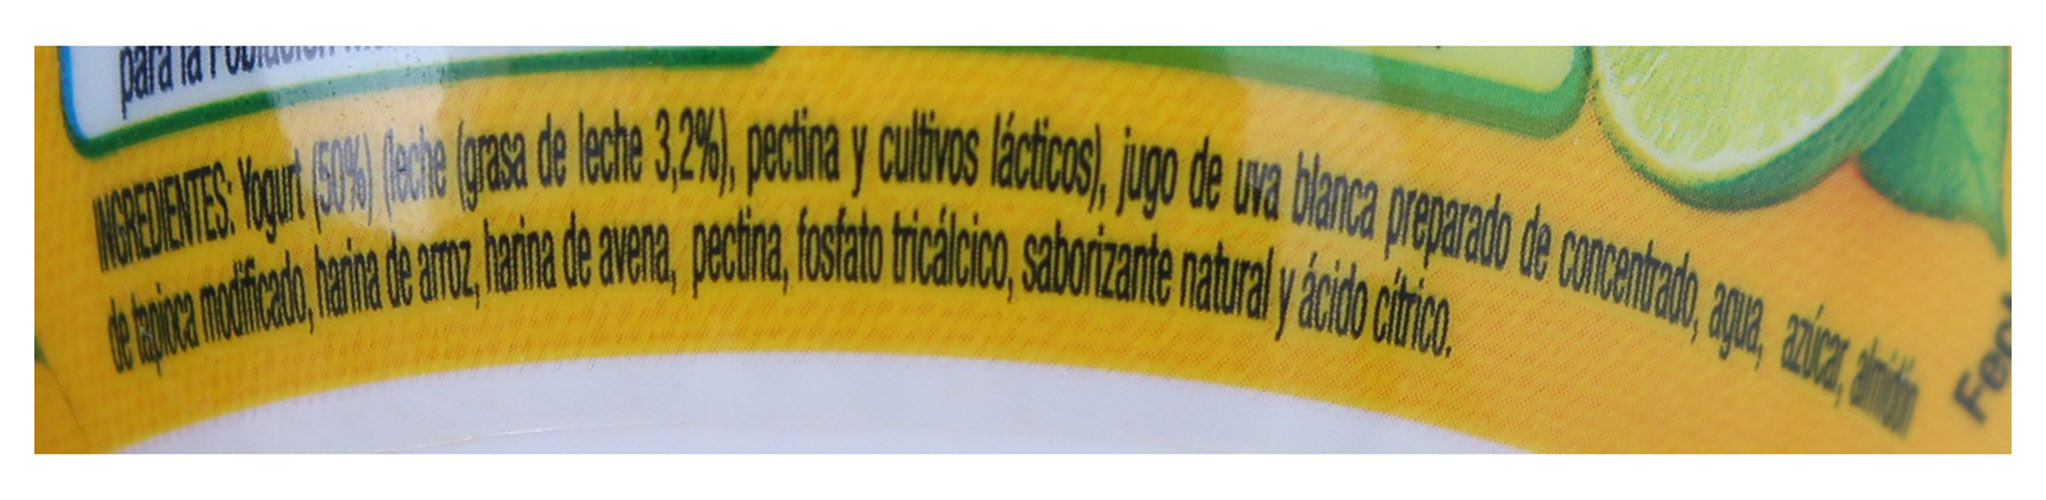 para la Población
INGREDIENTES: Yogurt (50%) (leche (grasa de leche 3,2%), pectina y cultivos lácticos), jugo de uva blanca preparado de concentrado, agua, azúcar, almidón
de tapioca modificado, harina de arroz, harina de avena, pectina, fosfato tricálcico, saborizante natural y ácido cítrico.